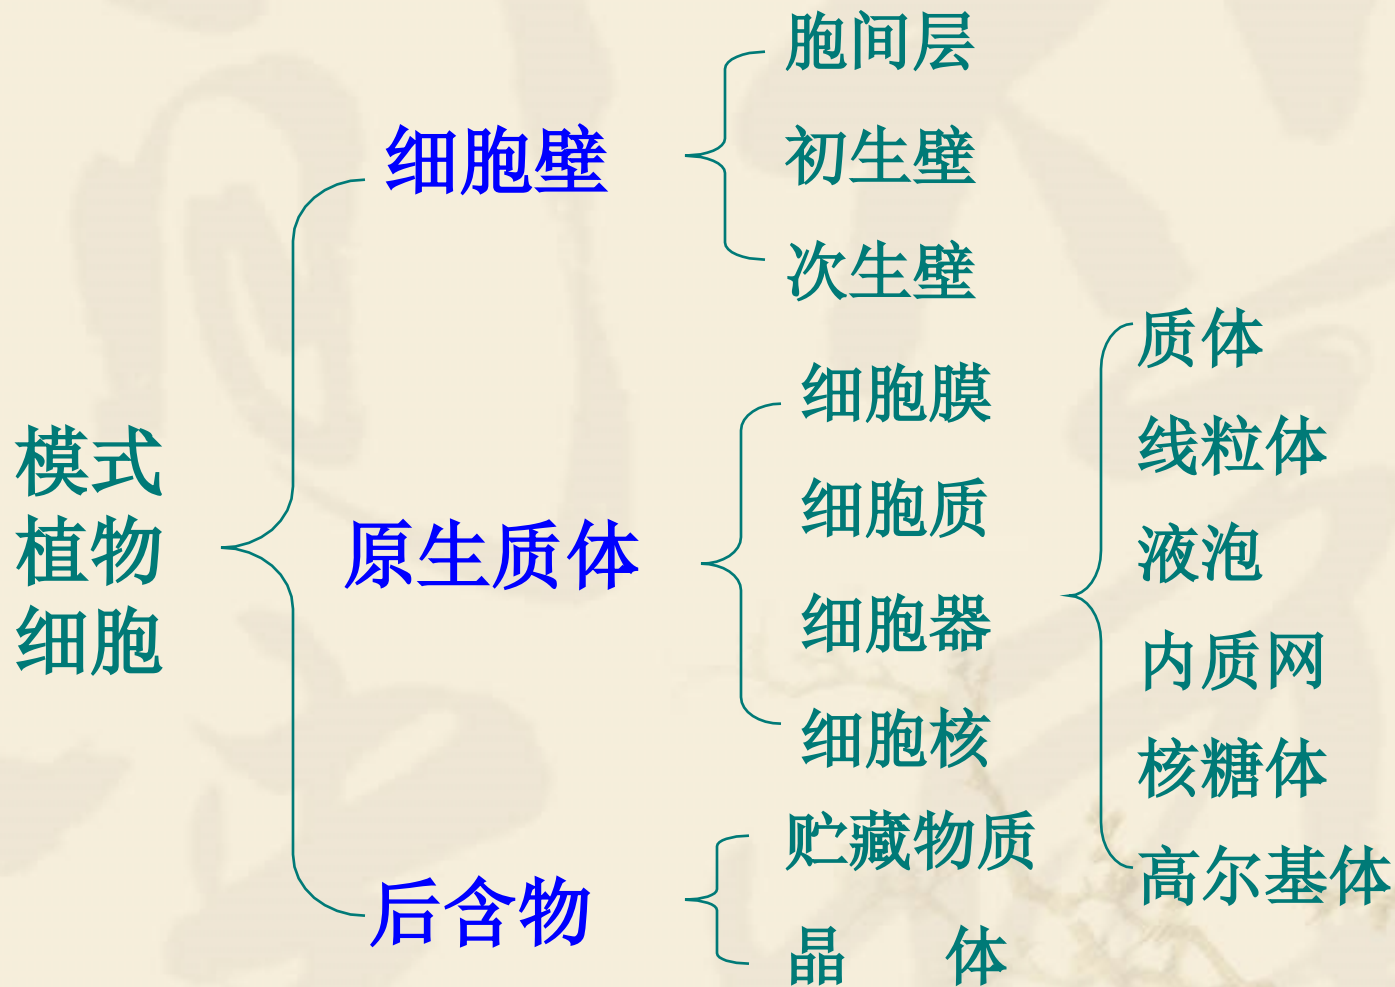 模式
植物
细胞
细胞壁
胞间层
初生壁
次生壁
原生质体
细胞膜
细胞质
细胞器
细胞核
质体
线粒体
液泡
内质网
核糖体
高尔基体
后含物
贮藏物质
晶 体